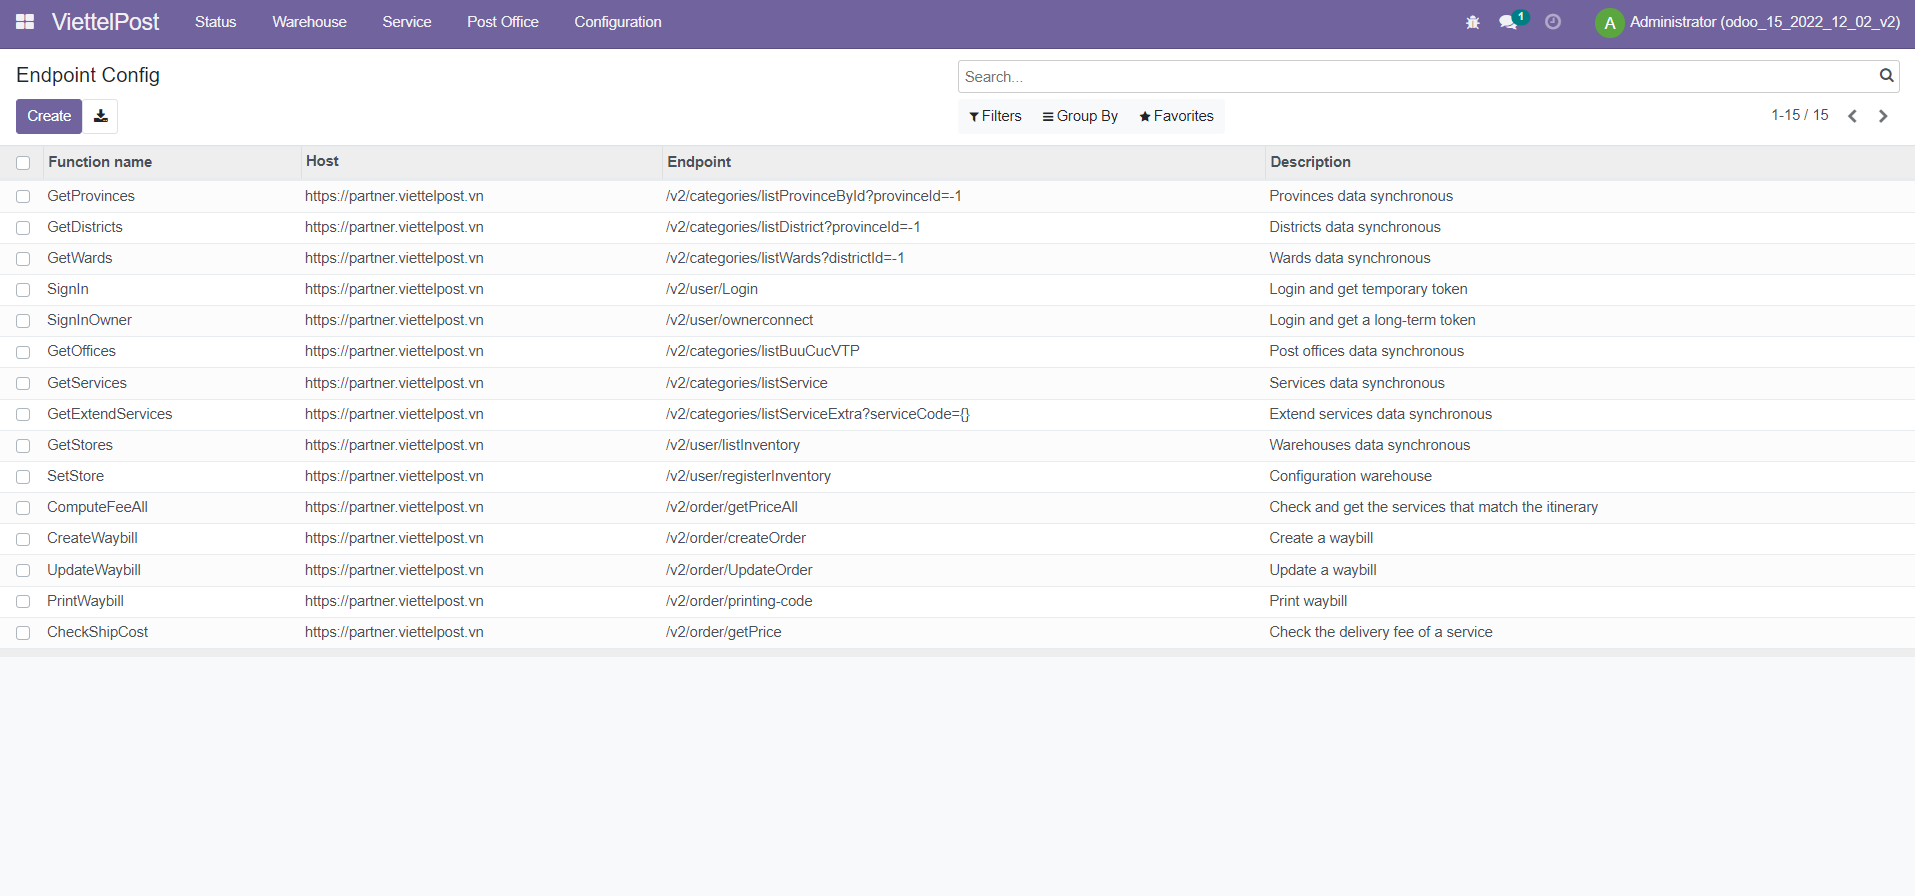 ViettelPost Status Warehouse Service Post Office Configuration 1 A Administrator (odoo_15_2022_12_02_v2)
Endpoint Config Search...
Create Filters Group By Favorites 1-15 / 15
Function name Host Endpoint Description
GetProvinces https://partner.viettelpost.vn /v2/categories/listProvinceById?provinceId=-1 Provinces data synchronous
GetDistricts https://partner.viettelpost.vn /v2/categories/listDistrict?provinceId=-1 Districts data synchronous
GetWards https://partner.viettelpost.vn /v2/categories/listWards?districtId=-1 Wards data synchronous
SignIn https://partner.viettelpost.vn /v2/user/Login Login and get temporary token
SignInOwner https://partner.viettelpost.vn /v2/user/ownerconnect Login and get a long-term token
GetOffices https://partner.viettelpost.vn /v2/categories/listBuuCucVTP Post offices data synchronous
GetServices https://partner.viettelpost.vn /v2/categories/listService Services data synchronous
GetExtendServices https://partner.viettelpost.vn /v2/categories/listServiceExtra?serviceCode={} Extend services data synchronous
GetStores https://partner.viettelpost.vn /v2/user/listInventory Warehouses data synchronous
SetStore https://partner.viettelpost.vn /v2/user/registerInventory Configuration warehouse
ComputeFeeAll https://partner.viettelpost.vn /v2/order/getPriceAll Check and get the services that match the itinerary
CreateWaybill https://partner.viettelpost.vn /v2/order/createOrder Create a waybill
UpdateWaybill https://partner.viettelpost.vn /v2/order/UpdateOrder Update a waybill
PrintWaybill https://partner.viettelpost.vn /v2/order/printing-code Print waybill
CheckShipCost https://partner.viettelpost.vn /v2/order/getPrice Check the delivery fee of a service